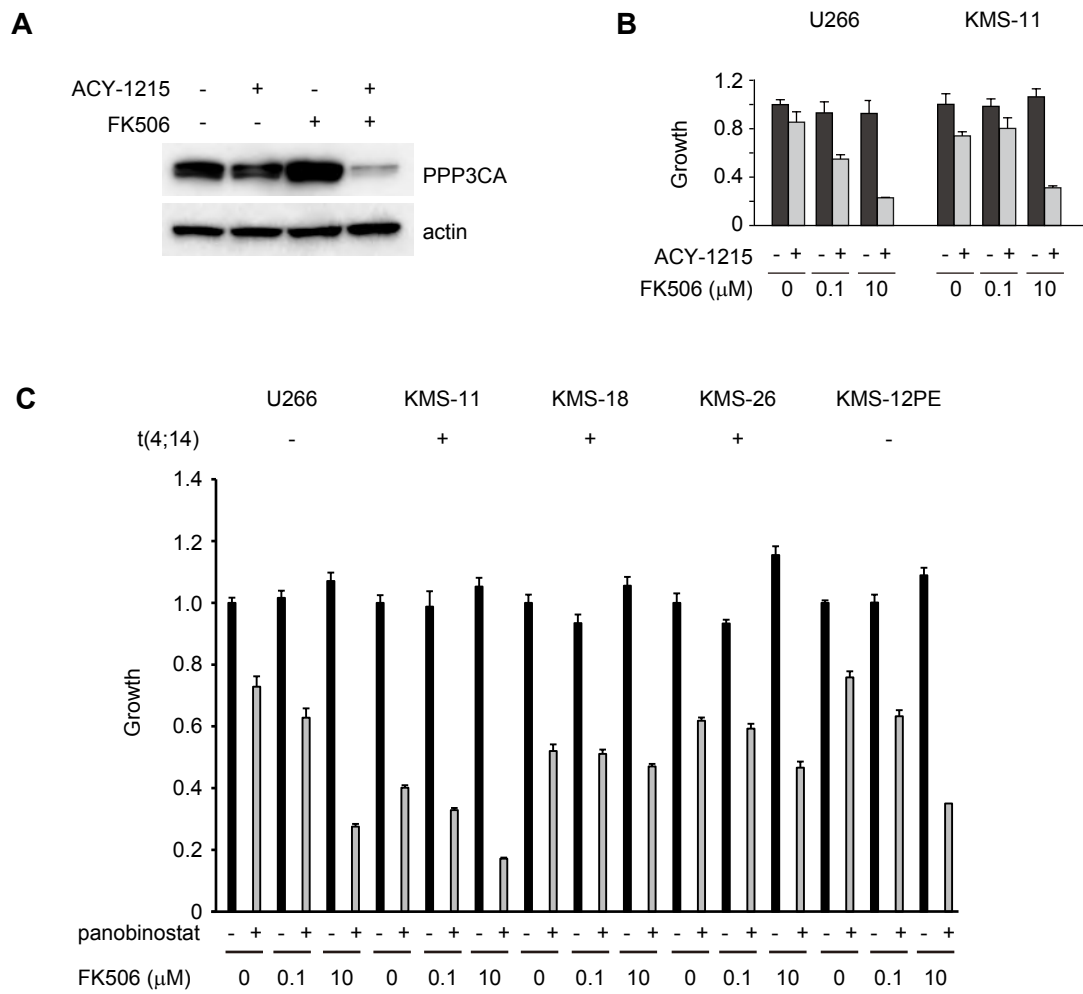 A
ACY-1215 - + - +
FK506 - - + +
PPP3CA
actin
B
U266 KMS-11
1.2
0.8
0.4
0
Growth
ACY-1215 - + - + - + - + - + - +
FK506 (μM) 0 0.1 10 0 0.1 10
C
U266 KMS-11 KMS-18 KMS-26 KMS-12PE
t(4;14) - + + + -
1.4
1.2
1.0
0.8
0.6
0.4
0.2
0
Growth
panobinostat - + - + - + - + - + - + - + - + - + - + - + - + - + - + - +
FK506 (μM) 0 0.1 10 0 0.1 10 0 0.1 10 0 0.1 10 0 0.1 10